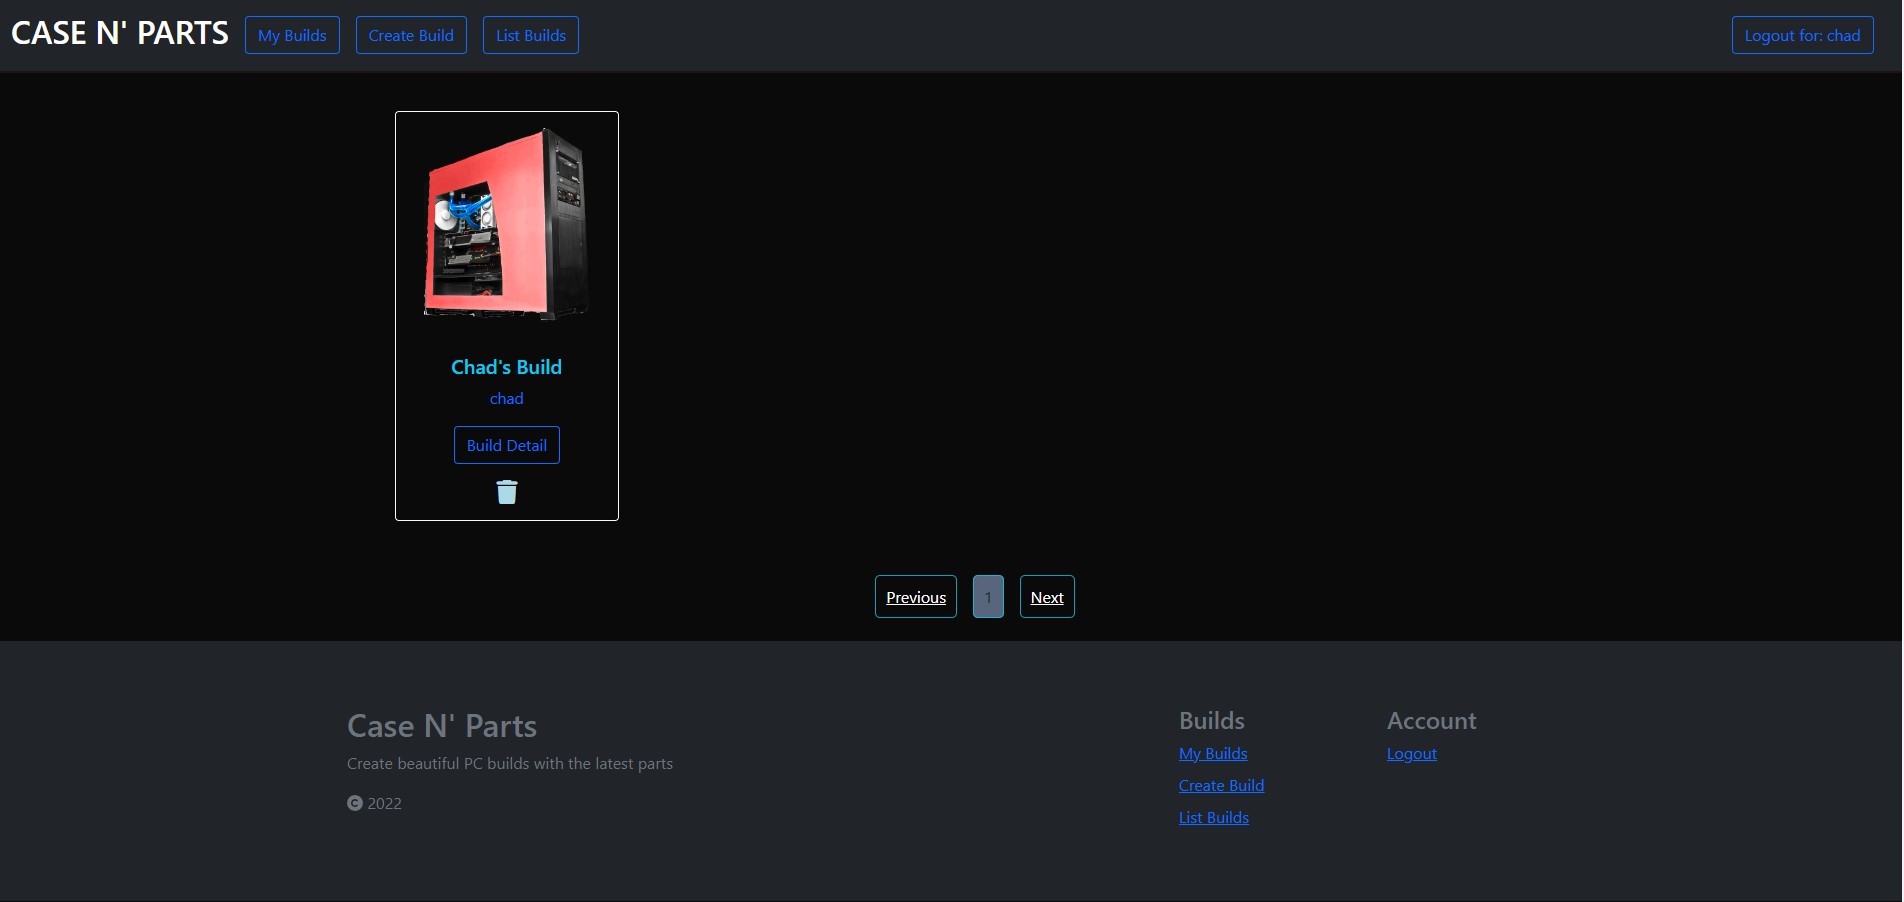 CASE N' PARTS My Builds Create Build List Builds Logout for: chad
Chad's Build
chad
Build Detail
Previous 1 Next
Case N' Parts
Create beautiful PC builds with the latest parts
© 2022
Builds
My Builds
Create Build
List Builds
Account
Logout